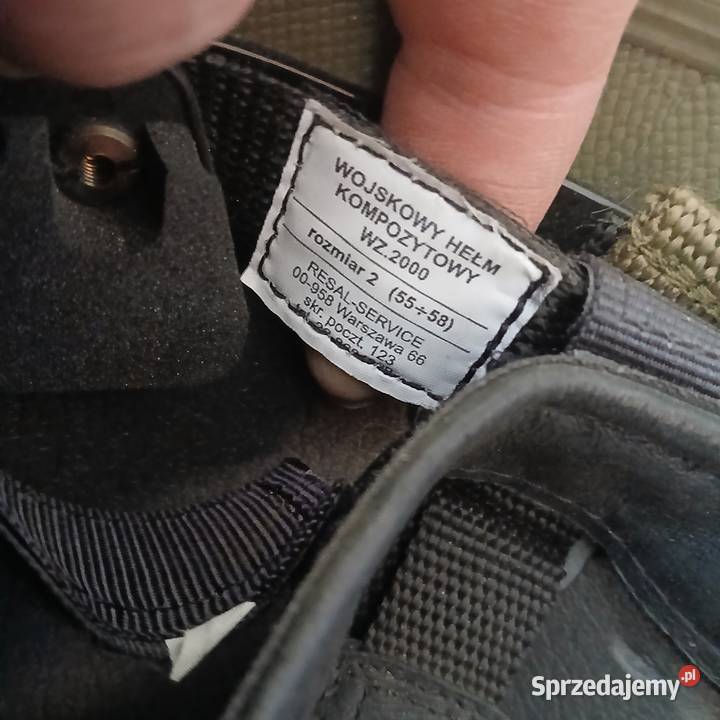 WOJSKOWY HEŁM
KOMPOZYTOWY
WZ.2000
rozmiar 2 (55÷58)
RESAL-SERVICE
00-958 Warszawa 66
skr. poczt. 123
Sprzedajemy.pl